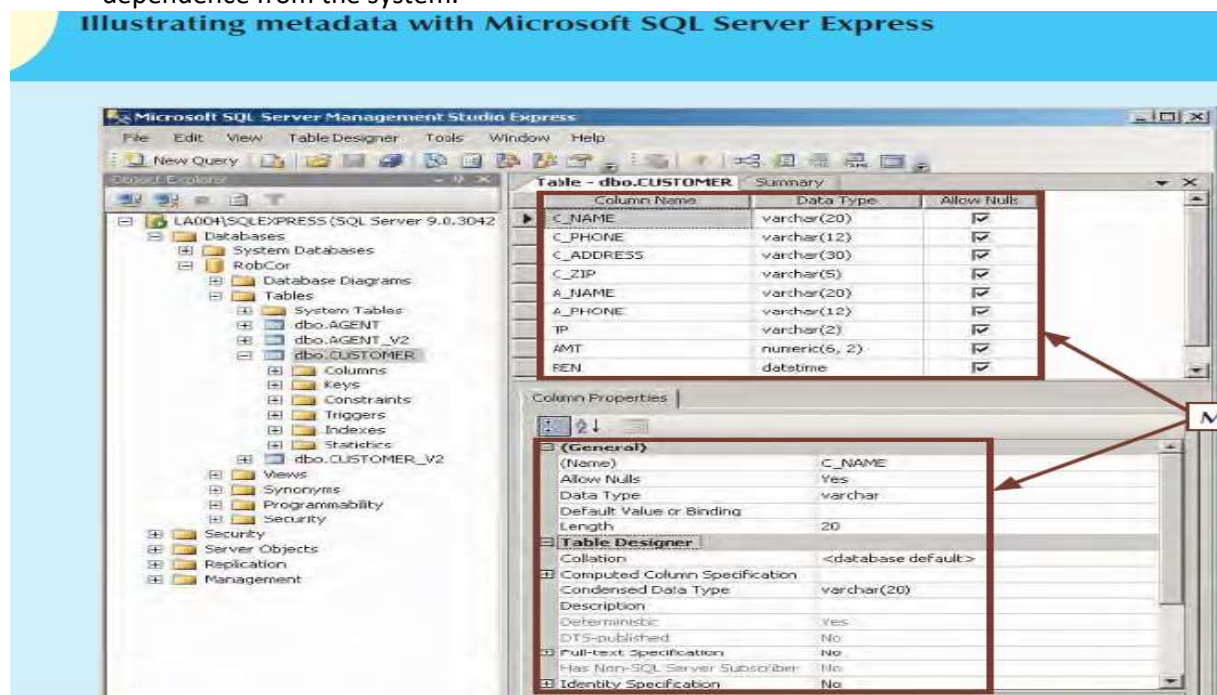 dependence from the system.
Illustrating metadata with Microsoft SQL Server Express
Microsoft SQL Server Management Studio Express
File Edit View Table Designer Tools Window Help
New Query
Object Explorer
LA004\SQLEXPRESS (SQL Server 9.0.3042
Databases
System Databases
RobCor
Database Diagrams
Tables
System Tables
dbo.AGENT
dbo.AGENT_V2
dbo.CUSTOMER
Columns
Keys
Constraints
Triggers
Indexes
Statistics
dbo.CUSTOMER_V2
Views
Synonyms
Programmability
Security
Security
Server Objects
Replication
Management
Table - dbo.CUSTOMER Summary
Column Name Data Type Allow Nulls
C_NAME varchar(20)
C_PHONE varchar(12)
C_ADDRESS varchar(30)
C_ZIP varchar(5)
A_NAME varchar(20)
A_PHONE varchar(12)
TP varchar(2)
AMT numeric(6, 2)
REN datetime
M
Column Properties
(General)
(Name) C_NAME
Allow Nulls Yes
Data Type varchar
Default Value or Binding
Length 20
Table Designer
Collation <database default>
Computed Column Specification
Condensed Data Type varchar(20)
Description
Deterministic Yes
DTS-published No
Full-text Specification No
Has Non-SQL Server Subscriber No
Identity Specification No